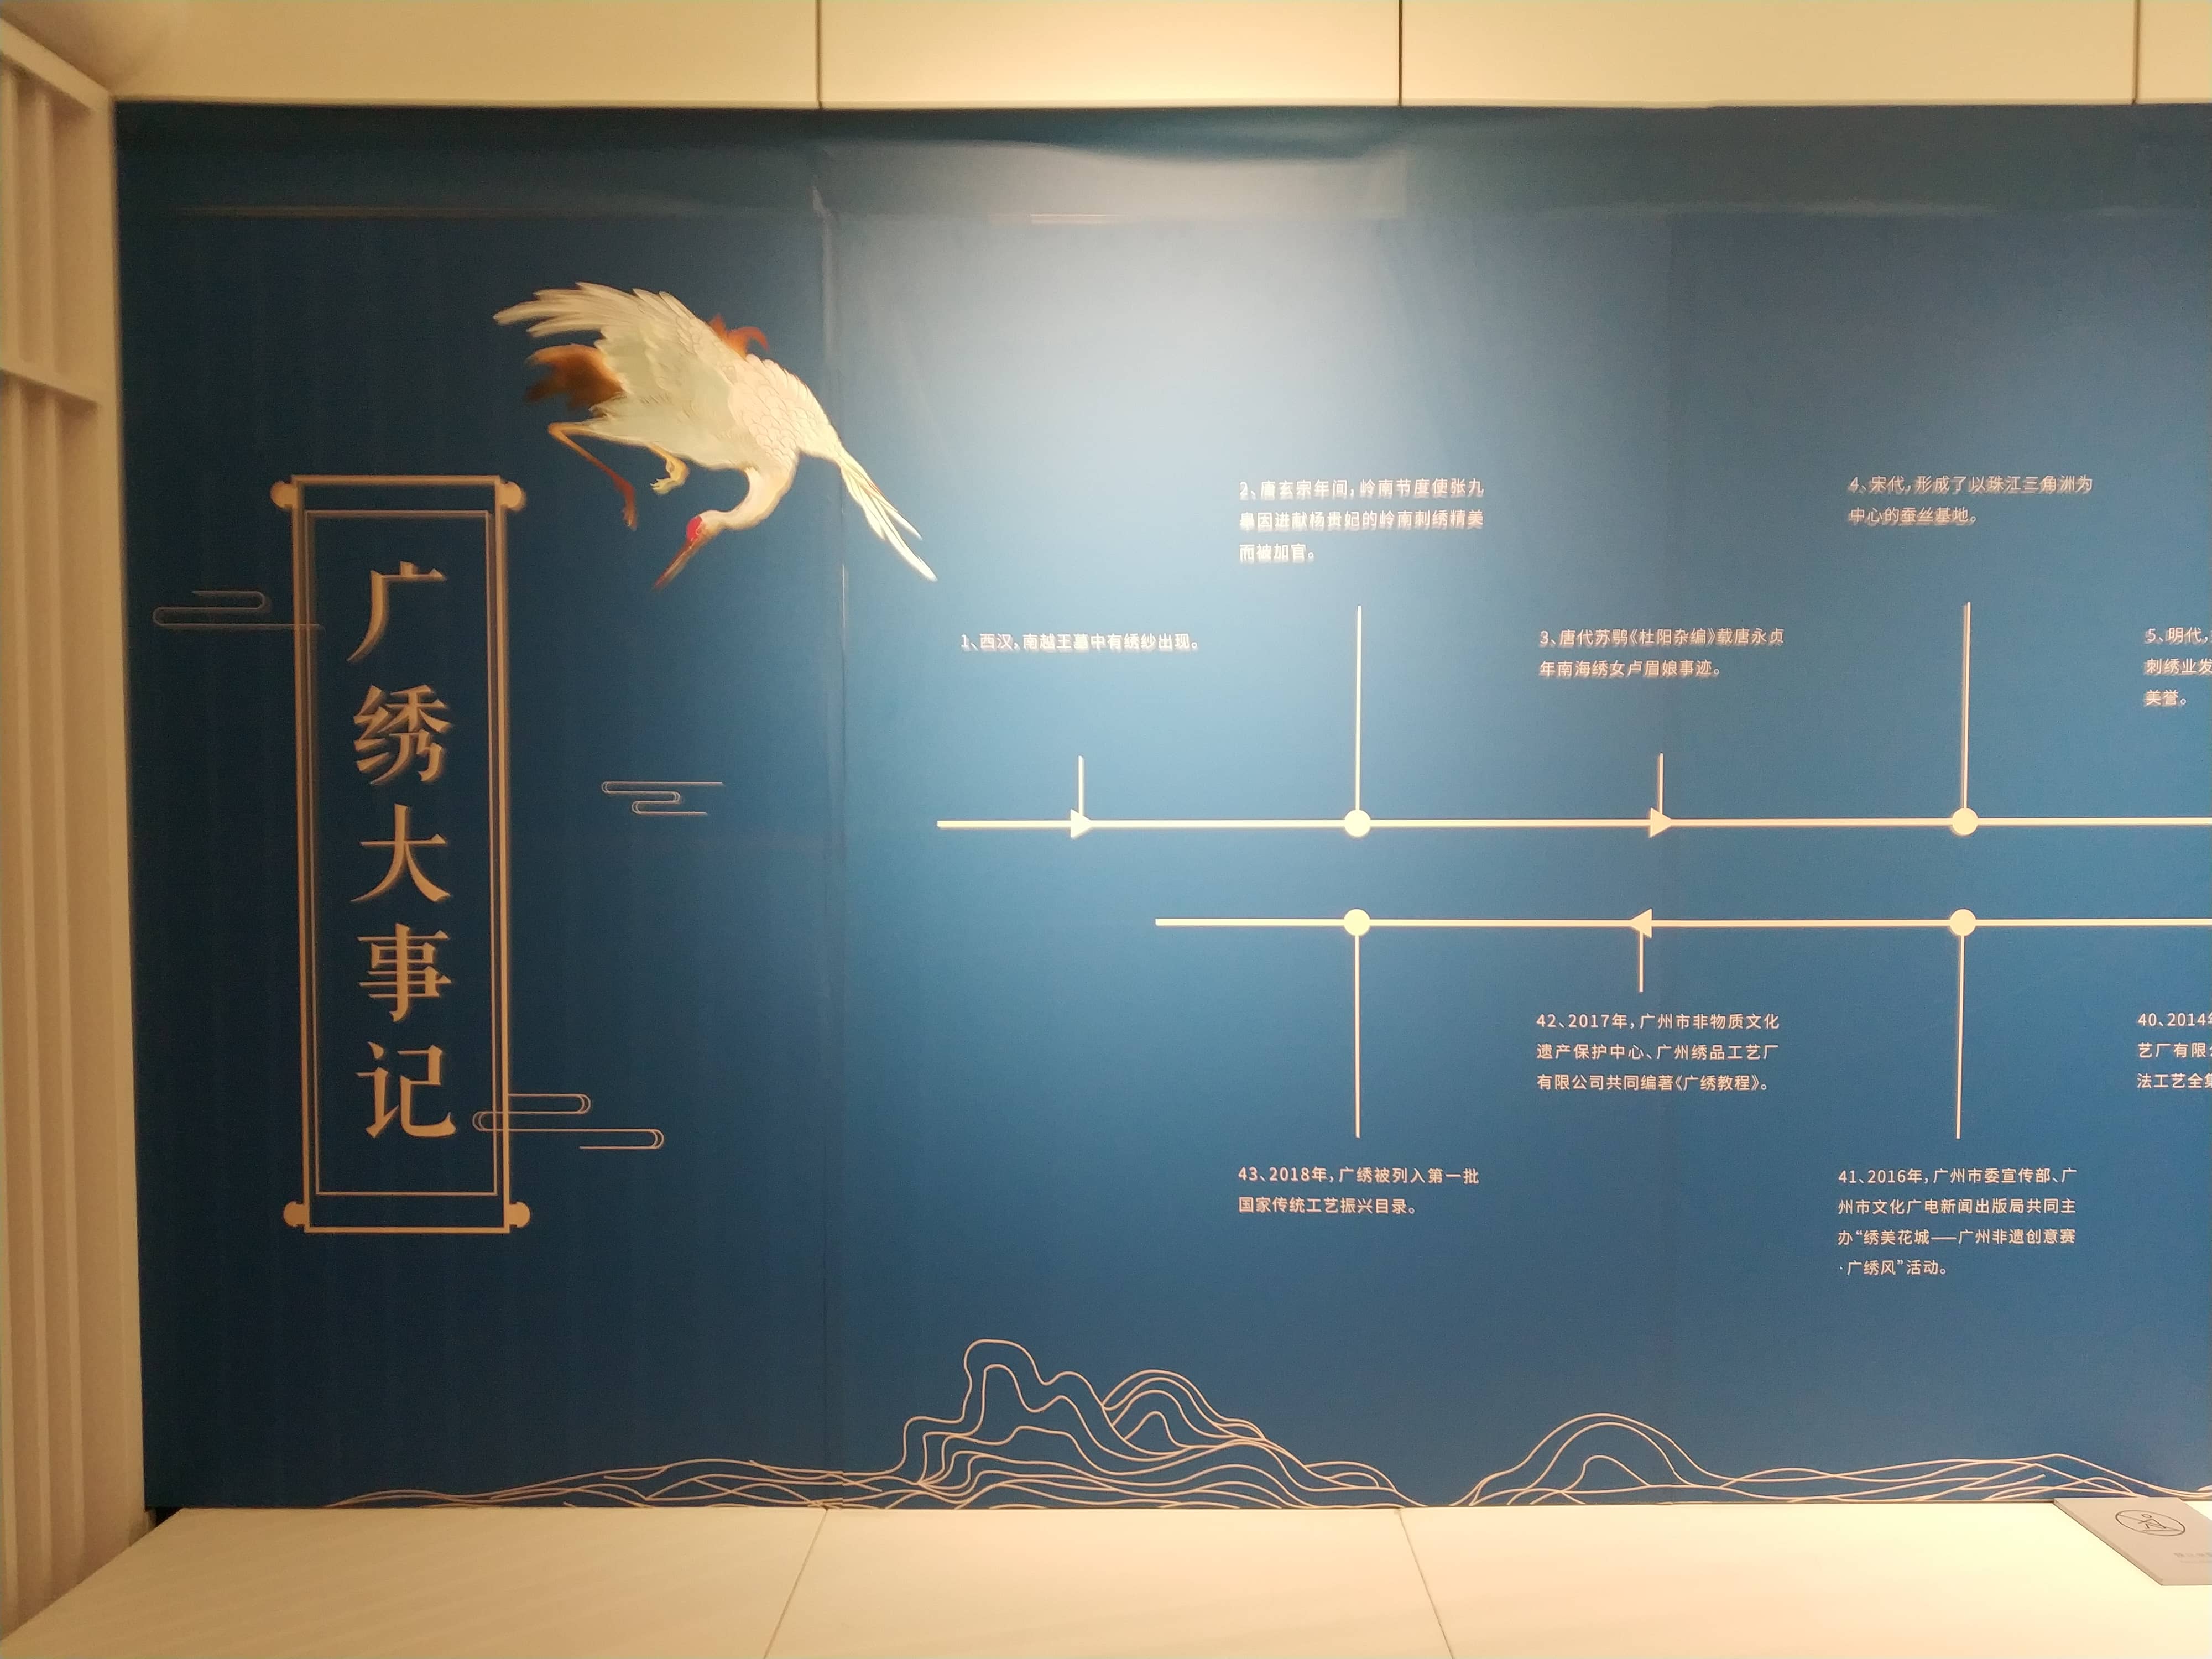 广绣大事记
1、西汉，南越王墓中有绣纱出现。
2、唐玄宗年间，岭南节度使张九
皋因进献杨贵妃的岭南刺绣精美
而被加官。
3、唐代苏鹗《杜阳杂编》载唐永贞
年南海绣女卢眉娘事迹。
4、宋代，形成了以珠江三角洲为
中心的蚕丝基地。
5、明代，
刺绣业发
美誉。
43、2018年，广绣被列入第一批
国家传统工艺振兴目录。
42、2017年，广州市非物质文化
遗产保护中心、广州绣品工艺厂
有限公司共同编著《广绣教程》。
41、2016年，广州市委宣传部、广
州市文化广电新闻出版局共同主
办“绣美花城——广州非遗创意赛
·广绣风”活动。
40、2014年
艺厂有限公
法工艺全集